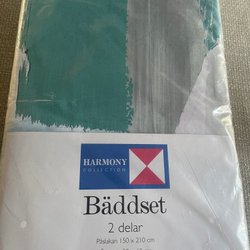 HARMONY
COLLECTION
Bäddset
2 delar
Påslakan 150 x 210 cm